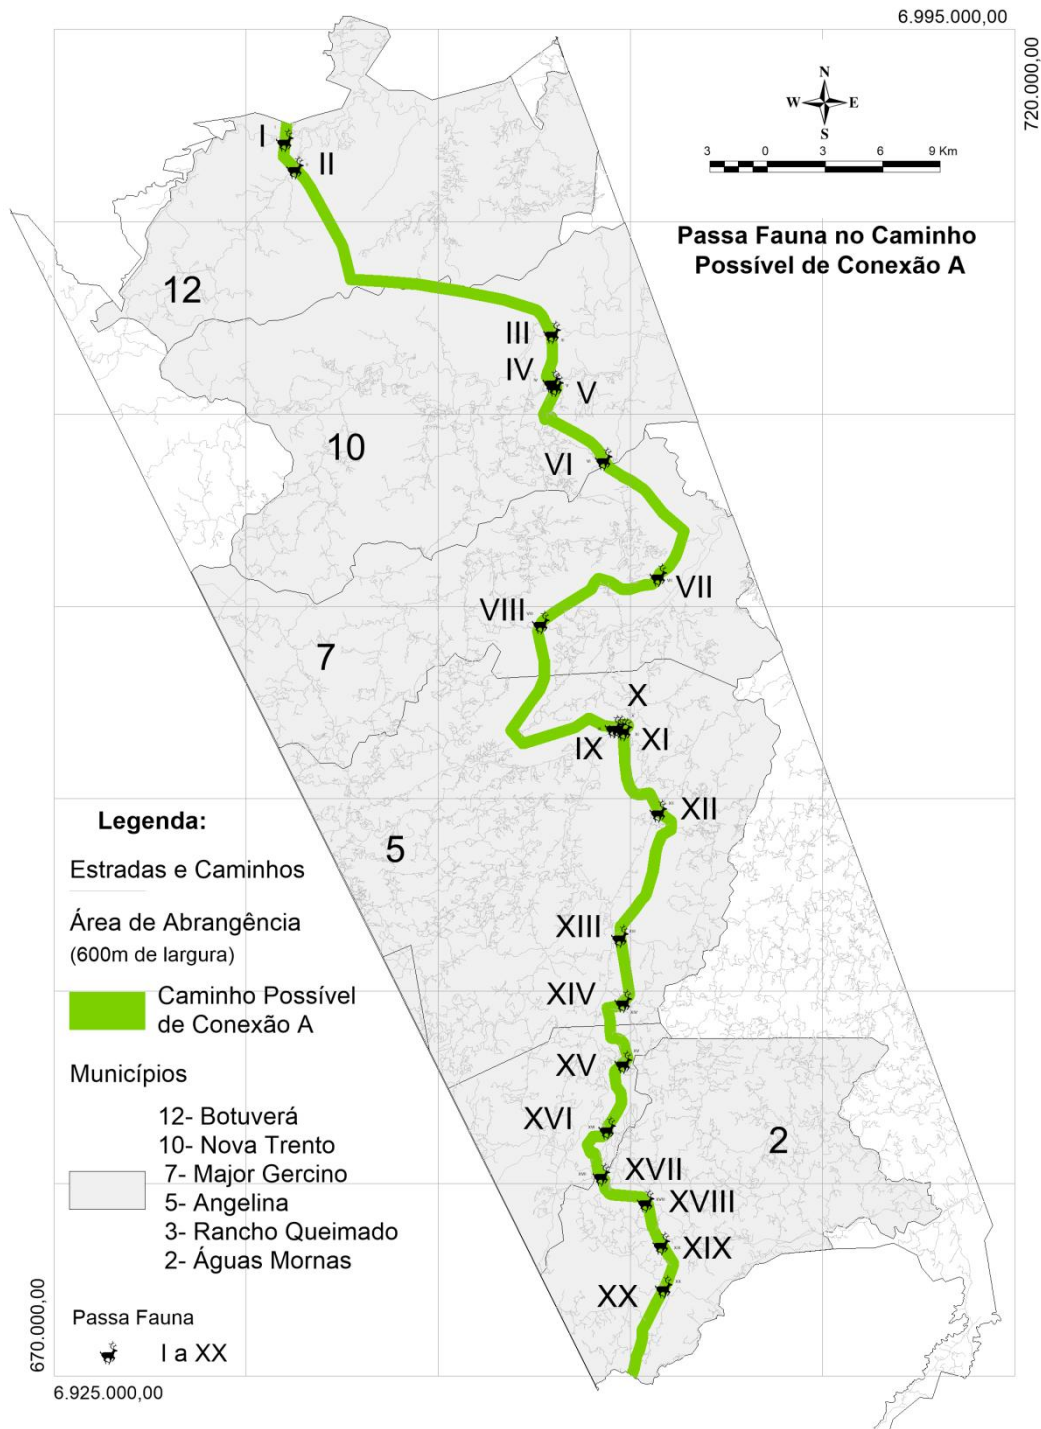 6.995.000,00
720.000,00
N
W E
S
3 0 3 6 9 Km
Passa Fauna no Caminho
Possível de Conexão A
I
II
12
III
IV
V
10
VI
VII
VIII
7
X
IX
XI
XII
5
XIII
XIV
XV
XVI
2
XVII
XVIII
XIX
XX
Legenda:
Estradas e Caminhos
Área de Abrangência
(600m de largura)
Caminho Possível
de Conexão A
Municípios
12- Botuverá
10- Nova Trento
7- Major Gercino
5- Angelina
3- Rancho Queimado
2- Águas Mornas
Passa Fauna
I a XX
670.000,00
6.925.000,00